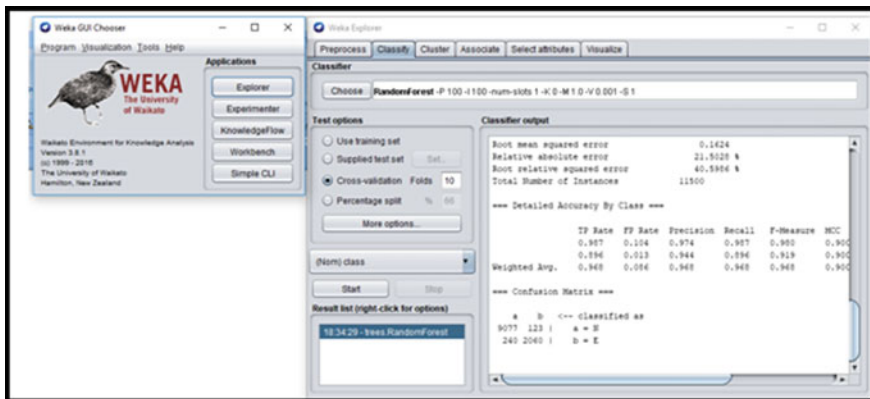 Weka GUI Chooser
Program Visualization Tools Help
WEKA
The University
of Waikato
Waikato Environment for Knowledge Analysis
Version 3.8.1
(c) 1999 - 2016
The University of Waikato
Hamilton, New Zealand
Applications
Explorer
Experimenter
KnowledgeFlow
Workbench
Simple CLI
Weka Explorer
Preprocess Classify Cluster Associate Select attributes Visualize
Classifier
Choose RandomForest -P 100 -I 100 -num-slots 1 -K 0 -M 1.0 -V 0.001 -S 1
Test options
Use training set
Supplied test set Set...
Cross-validation Folds 10
Percentage split % 66
More options...
(Nom) class
Start Stop
Result list (right-click for options)
18:34:29 - trees.RandomForest
Classifier output
Root mean squared error 0.1624
Relative absolute error 21.5028 %
Root relative squared error 40.5986 %
Total Number of Instances 11500
=== Detailed Accuracy By Class ===
TP Rate FP Rate Precision Recall F-Measure MCC
0.987 0.104 0.974 0.987 0.980 0.900
0.896 0.013 0.944 0.896 0.919 0.900
Weighted Avg. 0.968 0.086 0.968 0.968 0.968 0.900
=== Confusion Matrix ===
a b <-- classified as
9077 123 | a = N
240 2060 | b = E